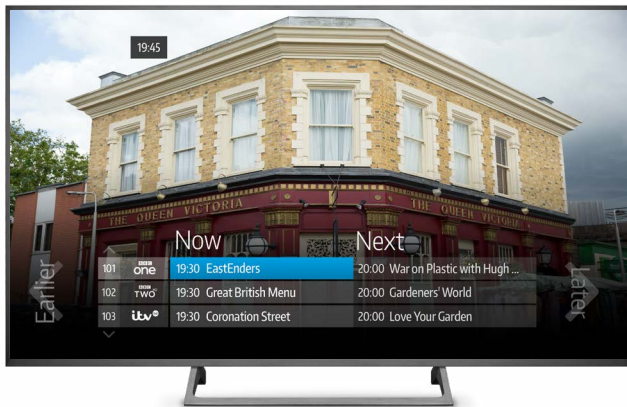 19:45
THE QUEEN VICTORIA
THE QUEEN VICTORIA
Now Next
Earlier
Later
101 BBC one 19:30 EastEnders 20:00 War on Plastic with Hugh ...
102 BBC TWO 19:30 Great British Menu 20:00 Gardeners' World
103 itv 19:30 Coronation Street 20:00 Love Your Garden